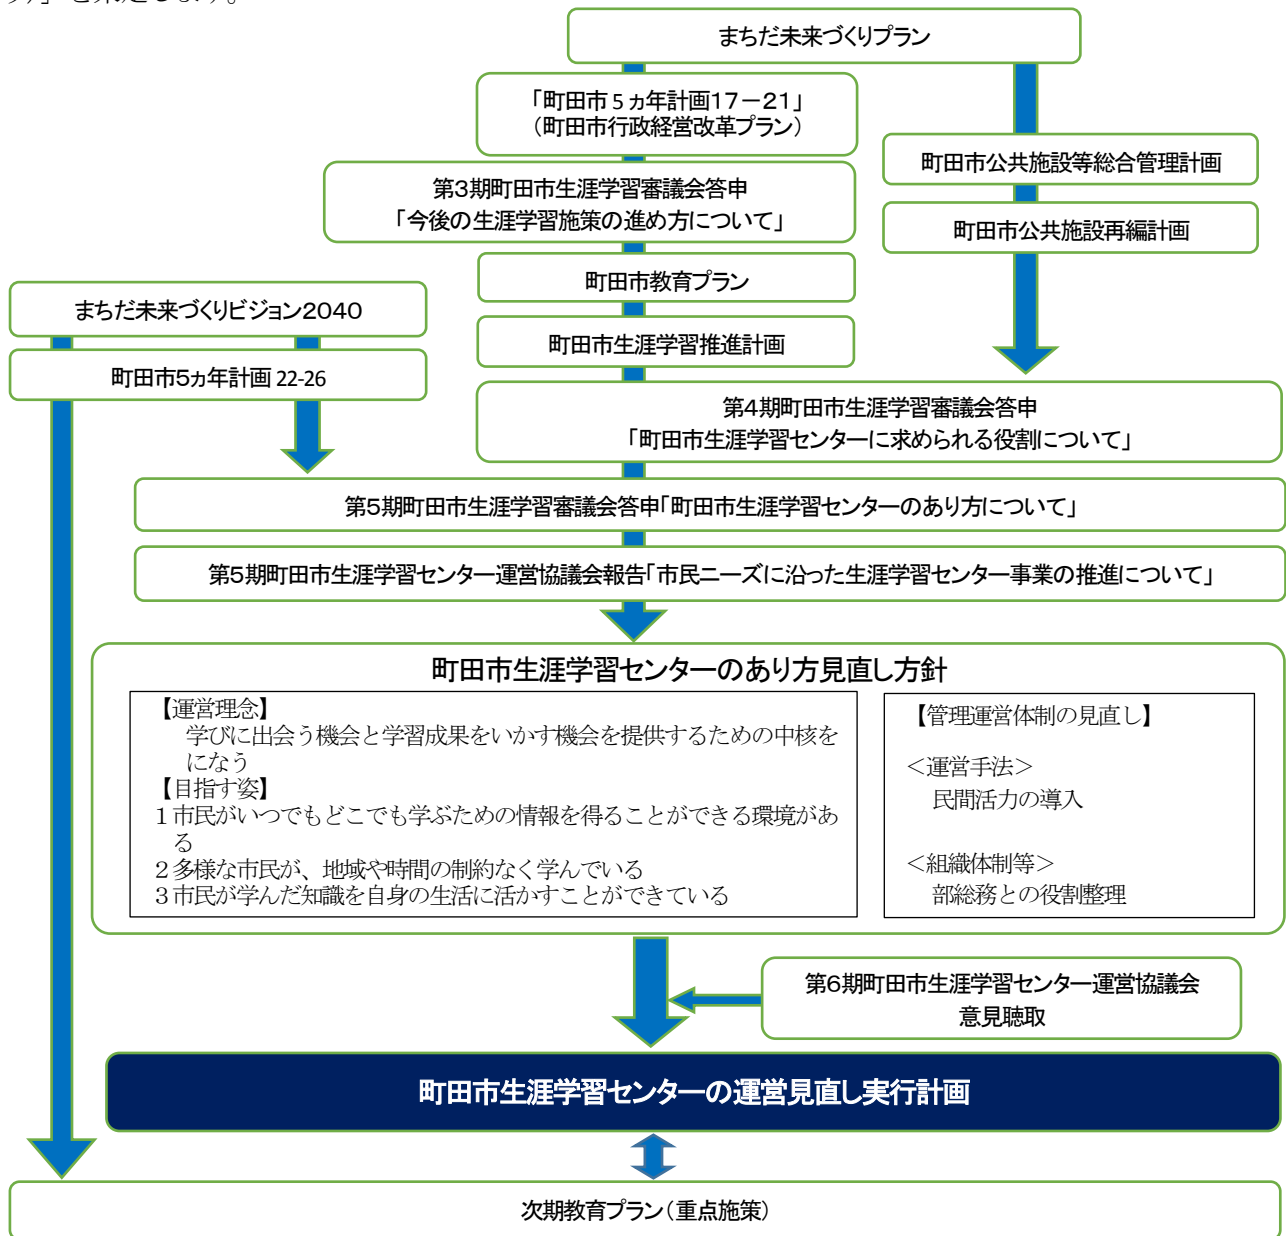 」を策定します。
まちだ未来づくりプラン
「町田市5ヵ年計画17－21」
（町田市行政経営改革プラン）
町田市公共施設等総合管理計画
第3期町田市生涯学習審議会答申
「今後の生涯学習施策の進め方について」
町田市公共施設再編計画
町田市教育プラン
まちだ未来づくりビジョン2040
町田市生涯学習推進計画
町田市5ヵ年計画 22-26
第4期町田市生涯学習審議会答申
「町田市生涯学習センターに求められる役割について」
第5期町田市生涯学習審議会答申「町田市生涯学習センターのあり方について」
第5期町田市生涯学習センター運営協議会報告「市民ニーズに沿った生涯学習センター事業の推進について」
町田市生涯学習センターのあり方見直し方針
【運営理念】
学びに出会う機会と学習成果をいかす機会を提供するための中核を
になう
【目指す姿】
１市民がいつでもどこでも学ぶための情報を得ることができる環境があ
る
２多様な市民が、地域や時間の制約なく学んでいる
３市民が学んだ知識を自身の生活に活かすことができている
【管理運営体制の見直し】
＜運営手法＞
民間活力の導入
＜組織体制等＞
部総務との役割整理
第6期町田市生涯学習センター運営協議会
意見聴取
町田市生涯学習センターの運営見直し実行計画
次期教育プラン（重点施策）